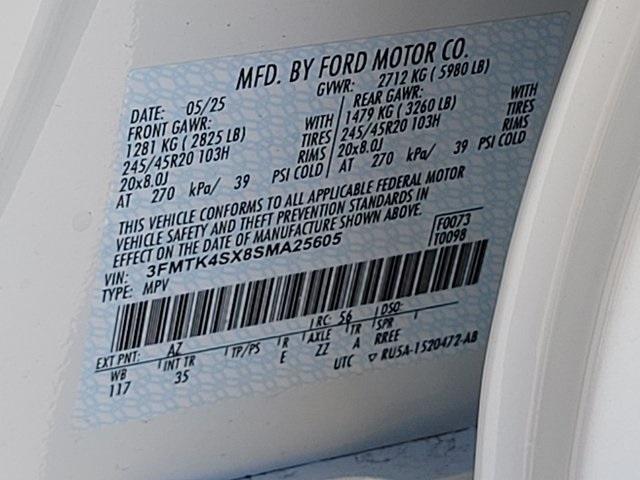 MFD. BY FORD MOTOR CO.
DATE: 05/25 GVWR: 2712 KG ( 5980 LB)
FRONT GAWR: REAR GAWR:
1281 KG ( 2825 LB) WITH 1479 KG ( 3260 LB) WITH
245/45R20 103H TIRES 245/45R20 103H TIRES
20x8.0J RIMS 20x8.0J RIMS
AT 270 kPa/ 39 PSI COLD AT 270 kPa/ 39 PSI COLD
THIS VEHICLE CONFORMS TO ALL APPLICABLE FEDERAL MOTOR
VEHICLE SAFETY AND THEFT PREVENTION STANDARDS IN
EFFECT ON THE DATE OF MANUFACTURE SHOWN ABOVE.
VIN: 3FMTK4SX8SMA25605 F0073
TYPE: MPV T0098
EXT PNT: AZ RC: 56 DSO:
WB INT TR TP/PS R AXLE TR SPR
117 35 E ZZ A RREE
UTC ▽ RU5A-1520472-AB